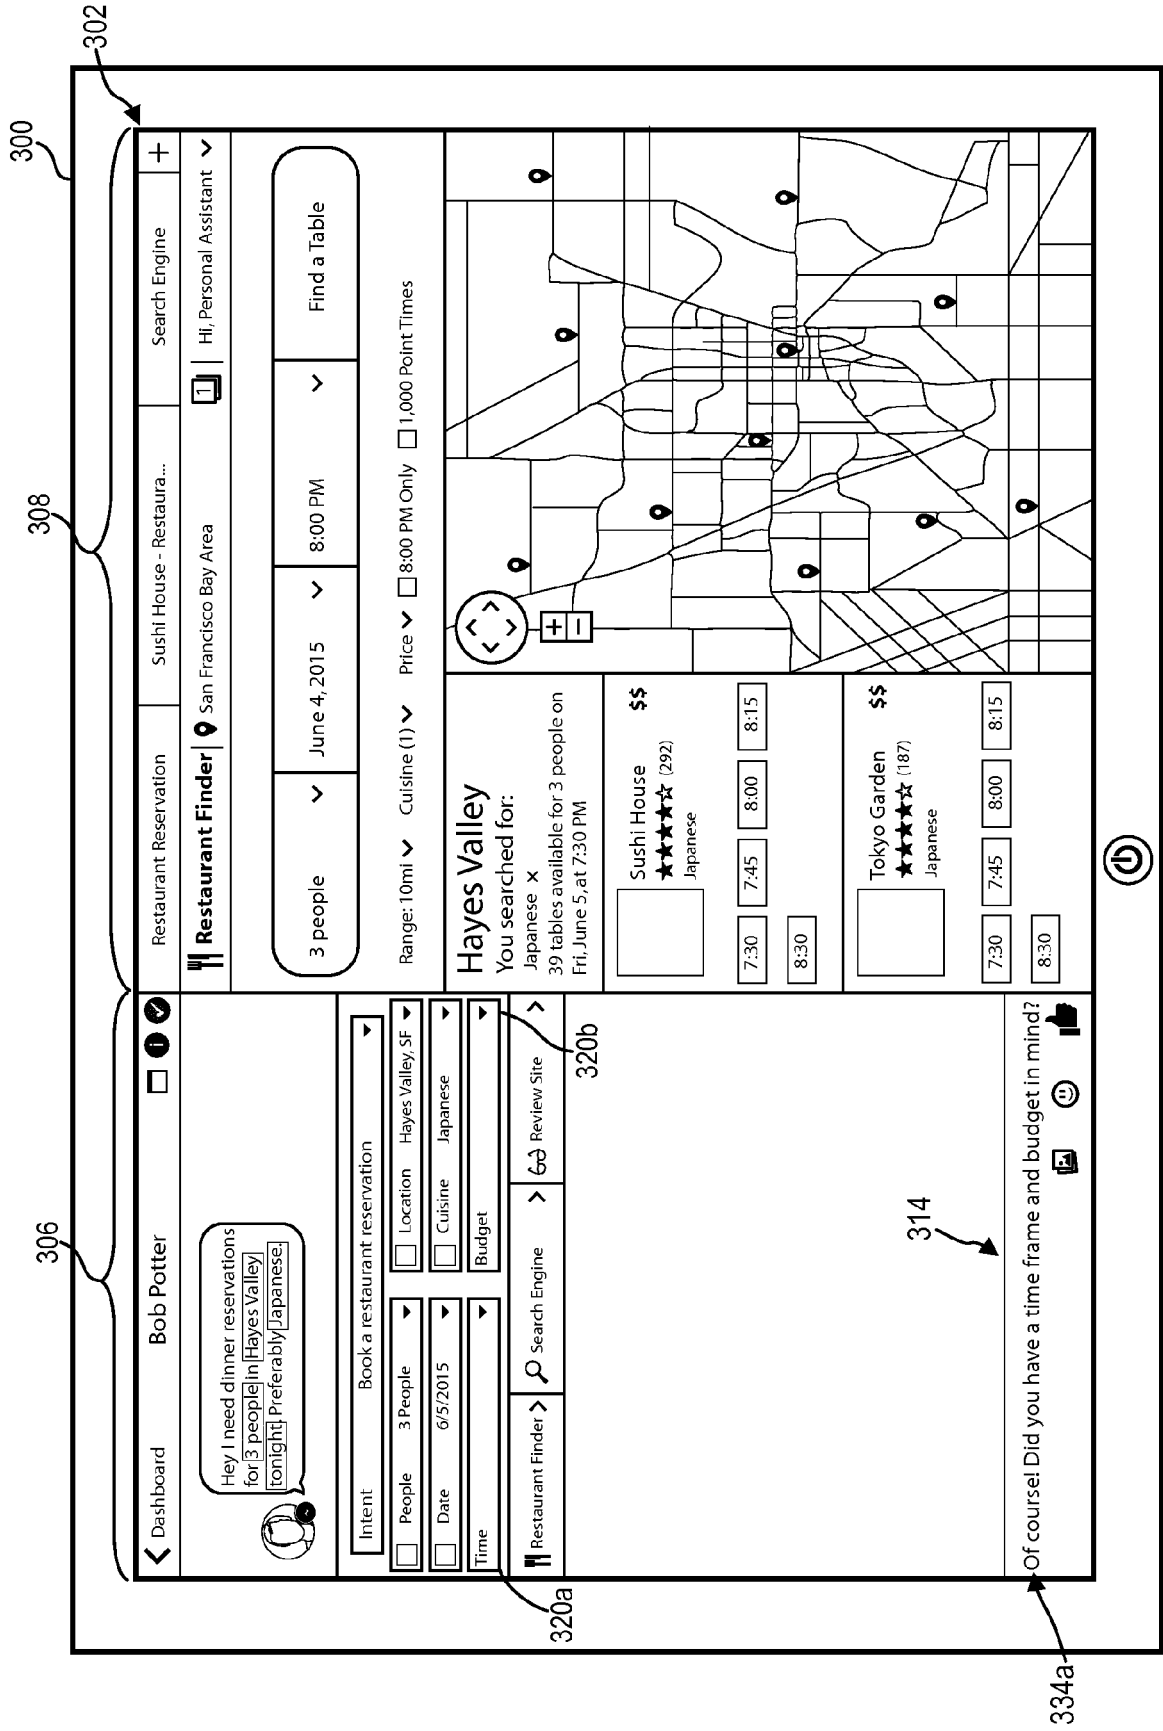 300
302
306
308
Dashboard
Bob Potter
i
Hey I need dinner reservations
for 3 people in Hayes Valley
tonight. Preferably Japanese.
Intent Book a restaurant reservation
People 3 People
Location Hayes Valley, SF
Date 6/5/2015
Cuisine Japanese
Time
Budget
320a
320b
Restaurant Finder
Search Engine
Review Site
314
Of course! Did you have a time frame and budget in mind?
334a
Restaurant Reservation
Sushi House - Restaura...
Search Engine
+
Restaurant Finder
San Francisco Bay Area
1
Hi, Personal Assistant
3 people
June 4, 2015
8:00 PM
Find a Table
Range: 10mi
Cuisine (1)
Price
8:00 PM Only
1,000 Point Times
Hayes Valley
You searched for:
Japanese ×
39 tables available for 3 people on
Fri, June 5, at 7:30 PM
Sushi House $$
(292)
Japanese
7:30 7:45 8:00 8:15
8:30
Tokyo Garden $$
(187)
Japanese
7:30 7:45 8:00 8:15
8:30
+
−